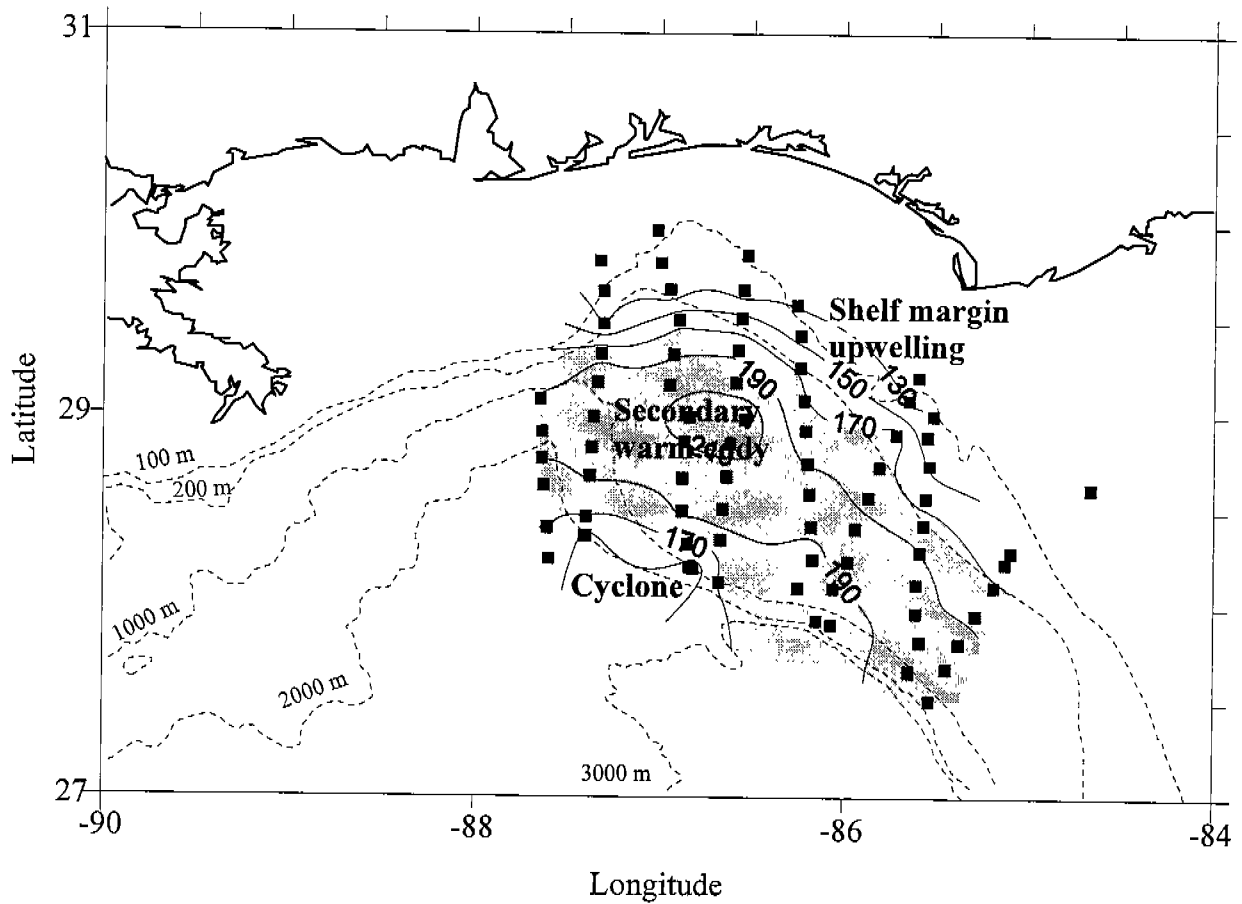 31
Shelf margin
upwelling
190
150
130
29
Secondary
170
warm eddy
Latitude
100 m
200 m
170
Cyclone
190
1000 m
2000 m
3000 m
27
-90
-88
-86
-84
Longitude